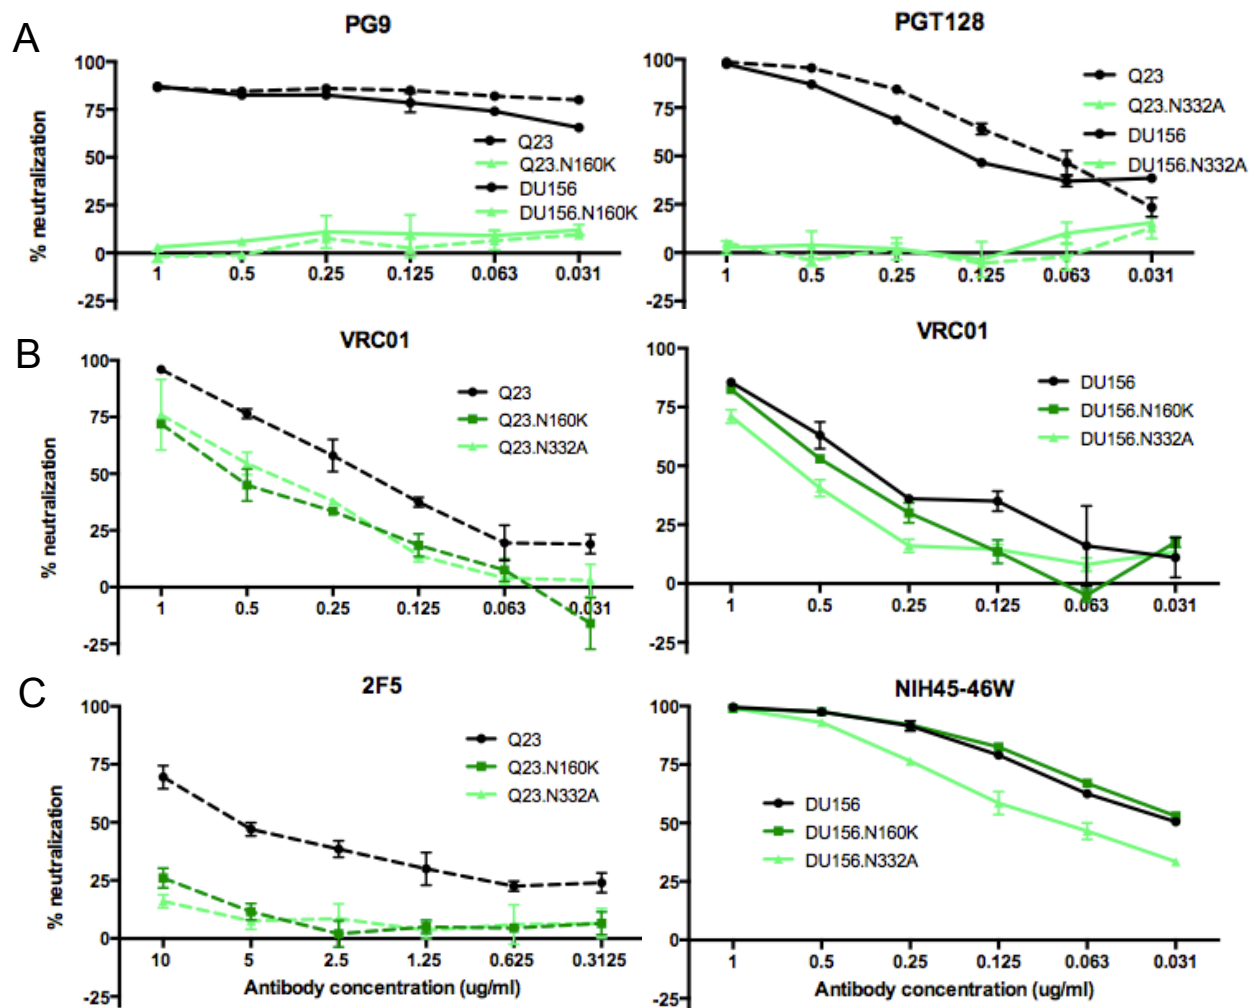 A
PG9
PGT128
% neutralization
100
75
50
25
0
-25
1 0.5 0.25 0.125 0.063 0.031
Q23
Q23.N160K
DU156
DU156.N160K
100
75
50
25
0
-25
1 0.5 0.25 0.125 0.063 0.031
Q23
Q23.N332A
DU156
DU156.N332A
B
VRC01
VRC01
% neutralization
100
75
50
25
0
-25
1 0.5 0.25 0.125 0.063 0.031
Q23
Q23.N160K
Q23.N332A
100
75
50
25
0
-25
1 0.5 0.25 0.125 0.063 0.031
DU156
DU156.N160K
DU156.N332A
C
2F5
NIH45-46W
% neutralization
100
75
50
25
0
-25
10 5 2.5 1.25 0.625 0.3125
Q23
Q23.N160K
Q23.N332A
Antibody concentration (ug/ml)
100
75
50
25
0
-25
1 0.5 0.25 0.125 0.063 0.031
DU156
DU156.N160K
DU156.N332A
Antibody concentration (ug/ml)